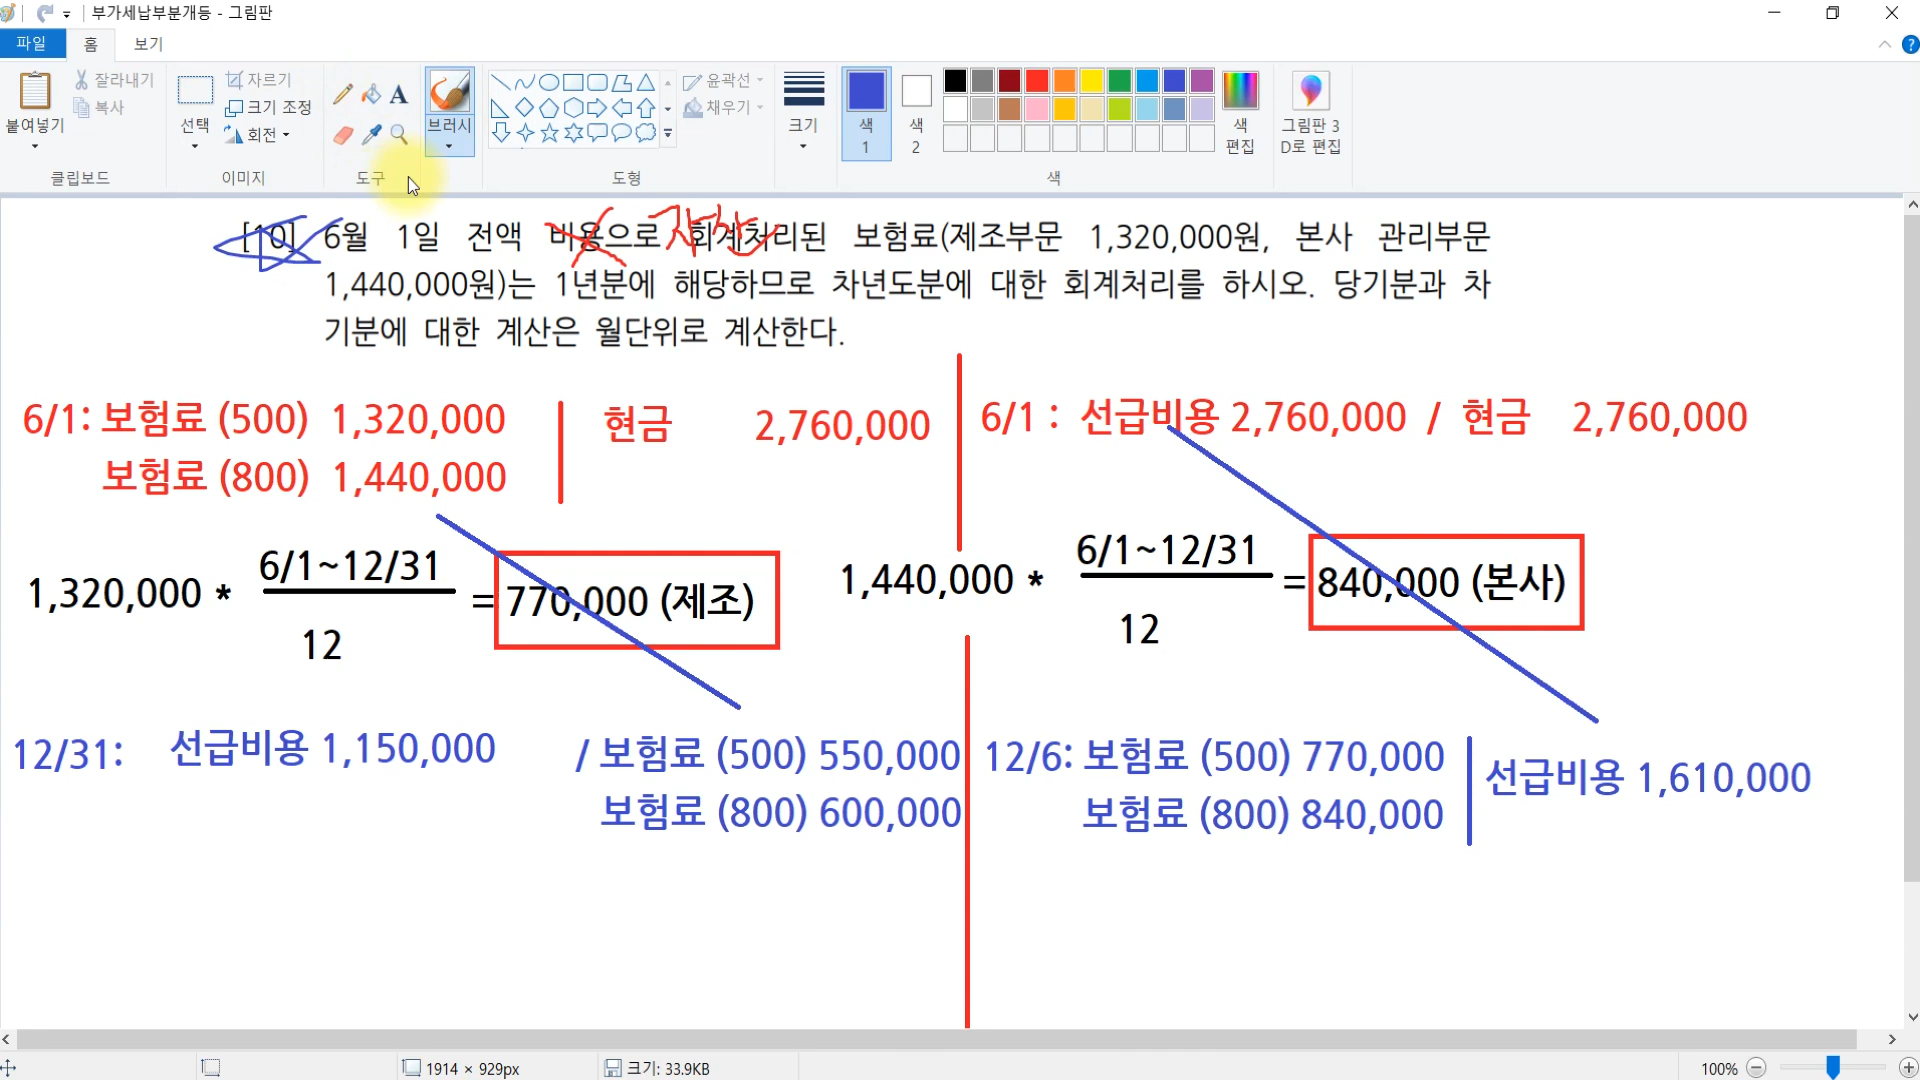 부가세납부분개등 - 그림판
파일 홈 보기
붙여넣기 잘라내기 복사 클립보드
선택 자르기 크기 조정 회전 이미지
A 도구
브러시
윤곽선 채우기 도형
크기
색 1
색 2
색 편집
색
그림판 3 D로 편집
[10] 6월 1일 전액 비용으로 회계처리된 보험료(제조부문 1,320,000원, 본사 관리부문
자산
1,440,000원)는 1년분에 해당하므로 차년도분에 대한 회계처리를 하시오. 당기분과 차
기분에 대한 계산은 월단위로 계산한다.
6/1: 보험료 (500) 1,320,000 현금 2,760,000
보험료 (800) 1,440,000
6/1 : 선급비용 2,760,000 / 현금 2,760,000
1,320,000 * 6/1~12/31
12
= 770,000 (제조)
1,440,000 * 6/1~12/31
12
= 840,000 (본사)
12/31: 선급비용 1,150,000 / 보험료 (500) 550,000
보험료 (800) 600,000
12/6: 보험료 (500) 770,000 선급비용 1,610,000
보험료 (800) 840,000
1914 × 929px 크기: 33.9KB 100%